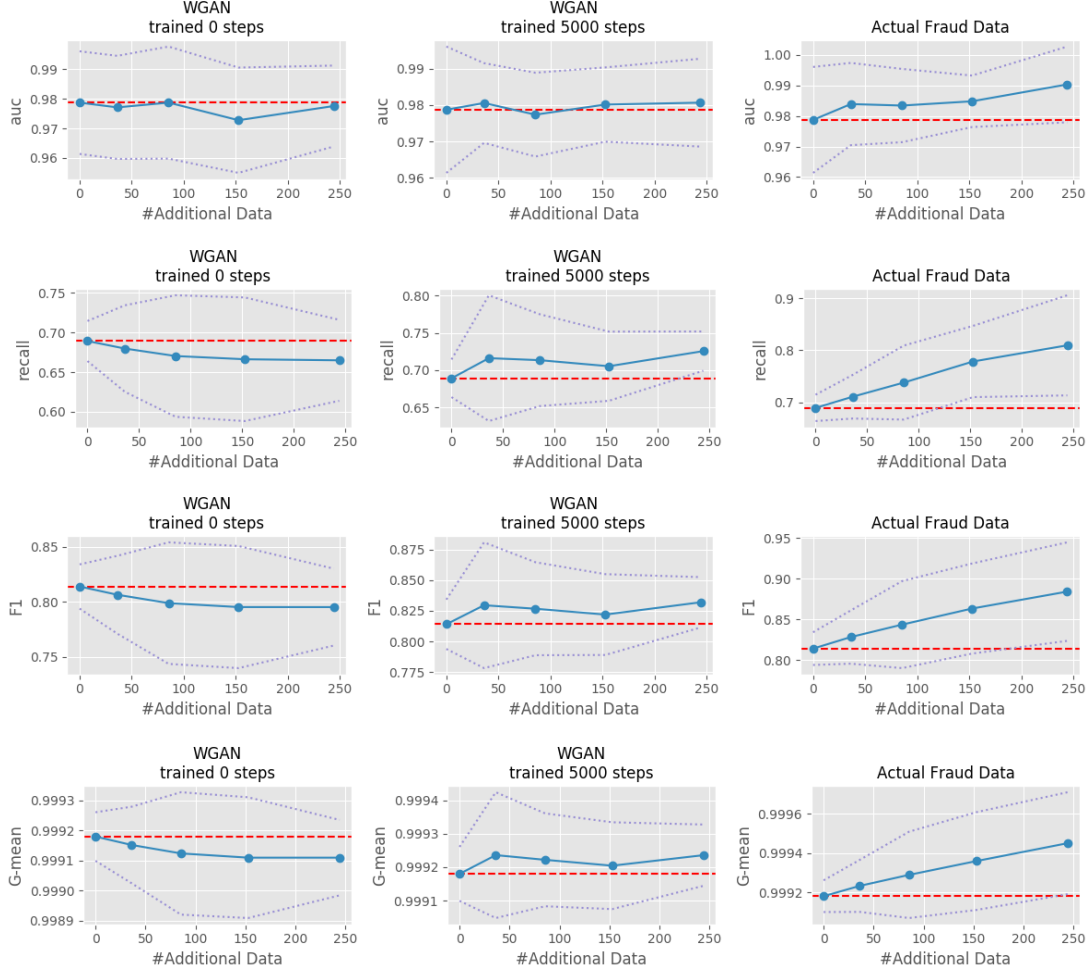 WGAN
trained 0 steps
WGAN
trained 5000 steps
Actual Fraud Data
auc
0.99
0.98
0.97
0.96
0 50 100 150 200 250
#Additional Data
auc
0.99
0.98
0.97
0.96
0 50 100 150 200 250
#Additional Data
auc
1.00
0.99
0.98
0.97
0.96
0 50 100 150 200 250
#Additional Data
WGAN
trained 0 steps
WGAN
trained 5000 steps
Actual Fraud Data
recall
0.75
0.70
0.65
0.60
0 50 100 150 200 250
#Additional Data
recall
0.80
0.75
0.70
0.65
0 50 100 150 200 250
#Additional Data
recall
0.9
0.8
0.7
0 50 100 150 200 250
#Additional Data
WGAN
trained 0 steps
WGAN
trained 5000 steps
Actual Fraud Data
F1
0.85
0.80
0.75
0 50 100 150 200 250
#Additional Data
F1
0.875
0.850
0.825
0.800
0.775
0 50 100 150 200 250
#Additional Data
F1
0.95
0.90
0.85
0.80
0 50 100 150 200 250
#Additional Data
WGAN
trained 0 steps
WGAN
trained 5000 steps
Actual Fraud Data
G-mean
0.9993
0.9992
0.9991
0.9990
0.9989
0 50 100 150 200 250
#Additional Data
G-mean
0.9994
0.9993
0.9992
0.9991
0 50 100 150 200 250
#Additional Data
G-mean
0.9996
0.9994
0.9992
0 50 100 150 200 250
#Additional Data